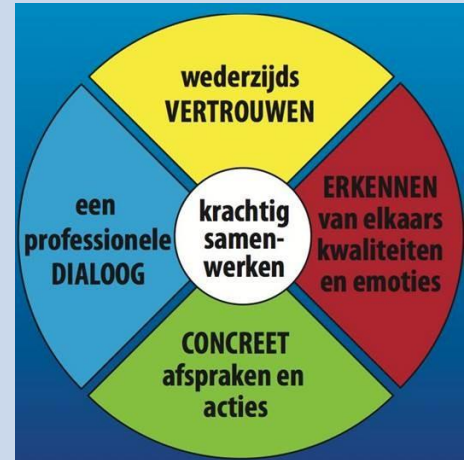 wederzijds
VERTROUWEN
ERKENNEN
van elkaars
kwaliteiten
en emoties
een
professionele
DIALOOG
krachtig
samen-
werken
CONCREET
afspraken en
acties